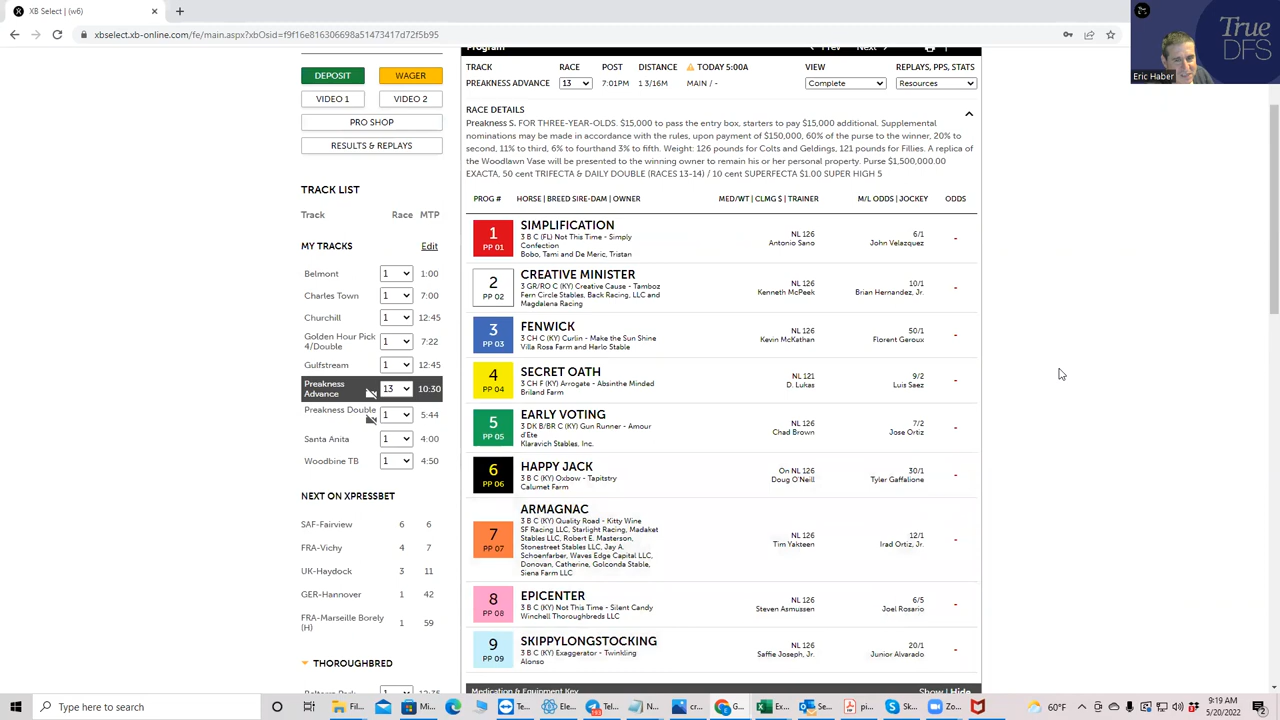 XB Select | (w6)
xbselect.xb-online.com/fe/main.aspx?xbOsid=f9f16e816306698a51473417d72f5b95
True
DFS
Eric Haber
Program
Prev
Next
DEPOSIT
WAGER
VIDEO 1
VIDEO 2
PRO SHOP
RESULTS & REPLAYS
TRACK LIST
Track Race MTP
MY TRACKS Edit
Belmont 1 1:00
Charles Town 1 7:00
Churchill 1 12:45
Golden Hour Pick
4/Double 1 7:22
Gulfstream 1 12:45
Preakness
Advance 13 10:30
Preakness Double 1 5:44
Santa Anita 1 4:00
Woodbine TB 1 4:50
NEXT ON XPRESSBET
SAF-Fairview 6 6
FRA-Vichy 4 7
UK-Haydock 3 11
GER-Hannover 1 42
FRA-Marseille Borely
(H) 1 59
THOROUGHBRED
TRACK RACE POST DISTANCE TODAY 5:00A VIEW REPLAYS, PPS, STATS
PREAKNESS ADVANCE 13 7:01PM 1 3/16M MAIN / - Complete Resources
RACE DETAILS
Preakness S. FOR THREE-YEAR-OLDS. $15,000 to pass the entry box, starters to pay $15,000 additional. Supplemental
nominations may be made in accordance with the rules, upon payment of $150,000, 60% of the purse to the winner, 20% to
second, 11% to third, 6% to fourthand 3% to fifth. Weight: 126 pounds for Colts and Geldings, 121 pounds for Fillies. A replica of
the Woodlawn Vase will be presented to the winning owner to remain his or her personal property. Purse $1,500,000.00
EXACTA, 50 cent TRIFECTA & DAILY DOUBLE (RACES 13-14) / 10 cent SUPERFECTA $1.00 SUPER HIGH 5
PROG # HORSE | BREED SIRE-DAM | OWNER MED/WT | CLMG $ | TRAINER M/L ODDS | JOCKEY ODDS
1
PP 01
SIMPLIFICATION
3 B C (FL) Not This Time - Simply
Confection
Bobo, Tami and De Meric, Tristan
NL 126
Antonio Sano
6/1
John Velazquez
-
2
PP 02
CREATIVE MINISTER
3 GR/RO C (KY) Creative Cause - Tamboz
Fern Circle Stables, Back Racing, LLC and
Magdalena Racing
NL 126
Kenneth McPeek
10/1
Brian Hernandez, Jr.
-
3
PP 03
FENWICK
3 CH C (KY) Curlin - Make the Sun Shine
Villa Rosa Farm and Harlo Stable
NL 126
Kevin McKathan
50/1
Florent Geroux
-
4
PP 04
SECRET OATH
3 CH F (KY) Arrogate - Absinthe Minded
Briland Farm
NL 121
D. Lukas
9/2
Luis Saez
-
5
PP 05
EARLY VOTING
3 DK B/BR C (KY) Gun Runner - Amour
d'Ete
Klaravich Stables, Inc.
NL 126
Chad Brown
7/2
Jose Ortiz
-
6
PP 06
HAPPY JACK
3 B C (KY) Oxbow - Tapitstry
Calumet Farm
On NL 126
Doug O'Neill
30/1
Tyler Gaffalione
-
7
PP 07
ARMAGNAC
3 B C (KY) Quality Road - Kitty Wine
SF Racing LLC, Starlight Racing, Madaket
Stables LLC, Robert E. Masterson,
Stonestreet Stables LLC, Jay A.
Schoenfarber, Waves Edge Capital LLC,
Donovan, Catherine, Golconda Stable,
Siena Farm LLC
NL 126
Tim Yakteen
12/1
Irad Ortiz, Jr.
-
8
PP 08
EPICENTER
3 B C (KY) Not This Time - Silent Candy
Winchell Thoroughbreds LLC
NL 126
Steven Asmussen
6/5
Joel Rosario
-
9
PP 09
SKIPPYLONGSTOCKING
3 B C (KY) Exaggerator - Twinkling
Alonso
NL 126
Saffie Joseph, Jr.
20/1
Junior Alvarado
-
Medication & Equipment Key Show | Hide
Type here to search
Fil...
Mi...
Te...
Ele...
Tel...
N...
cr...
G...
Ex...
Se...
pi...
Sk...
Zo...
60°F
9:19 AM
5/20/2022